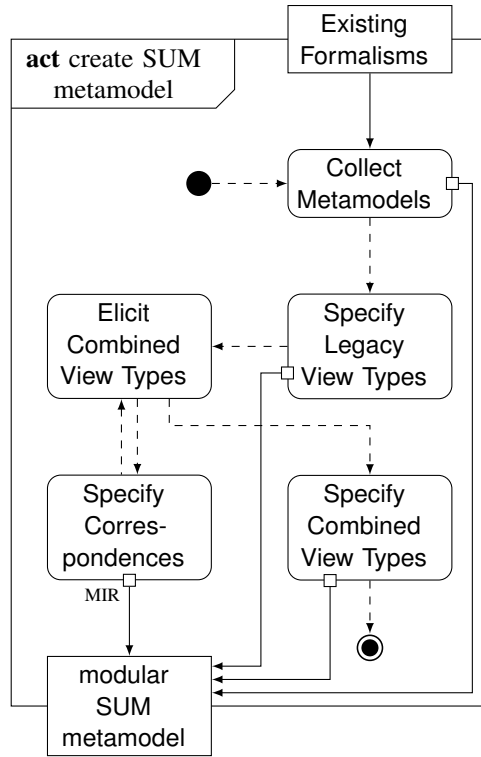 act create SUM
metamodel
Existing
Formalisms
Collect
Metamodels
Elicit
Combined
View Types
Specify
Legacy
View Types
Specify
Corres-
pondences
Specify
Combined
View Types
MIR
modular
SUM
metamodel